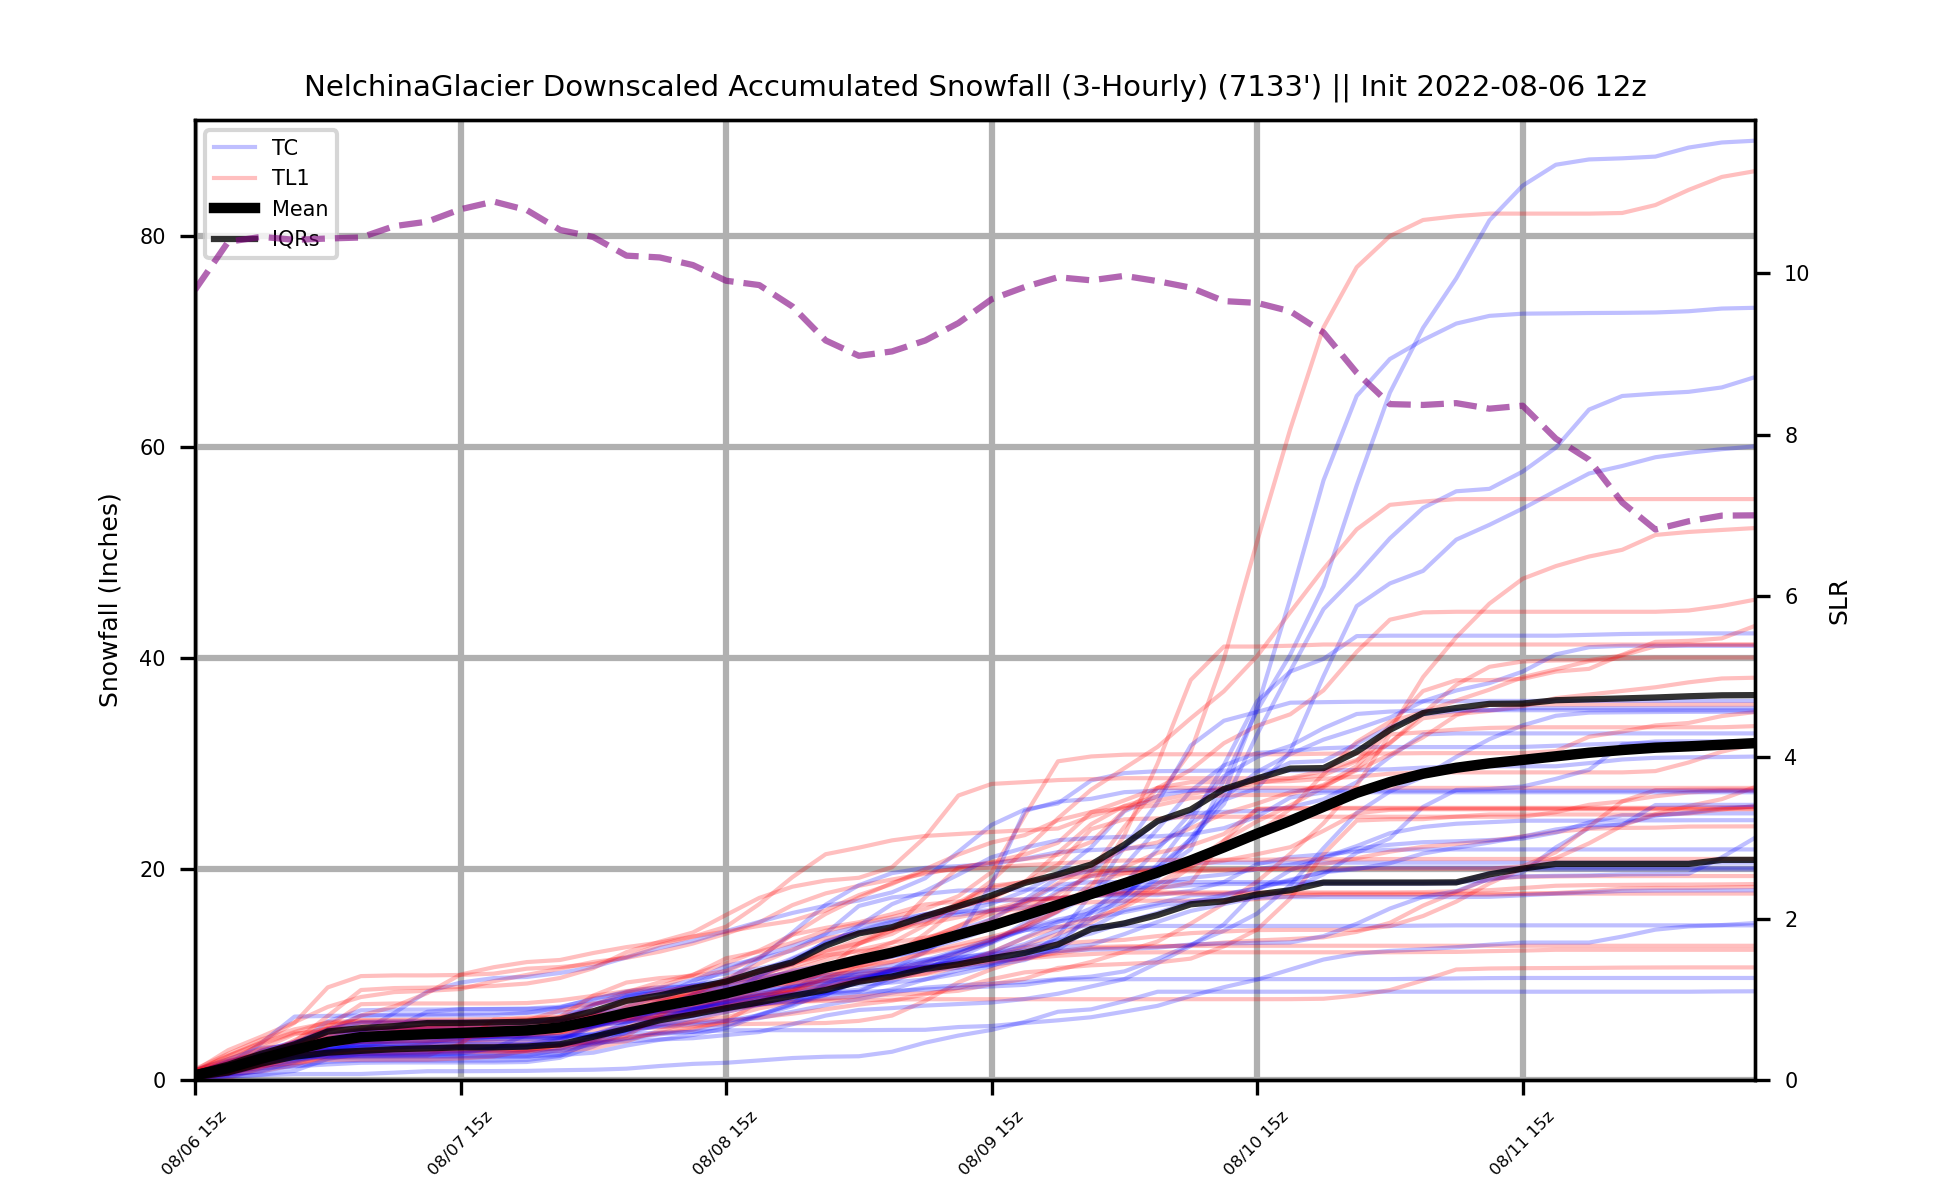 NelchinaGlacier Downscaled Accumulated Snowfall (3-Hourly) (7133') || Init 2022-08-06 12z
TC
TL1
Mean
IQRs
Snowfall (Inches)
80
60
40
20
0
SLR
10
8
6
4
2
0
08/06 15z
08/07 15z
08/08 15z
08/09 15z
08/10 15z
08/11 15z